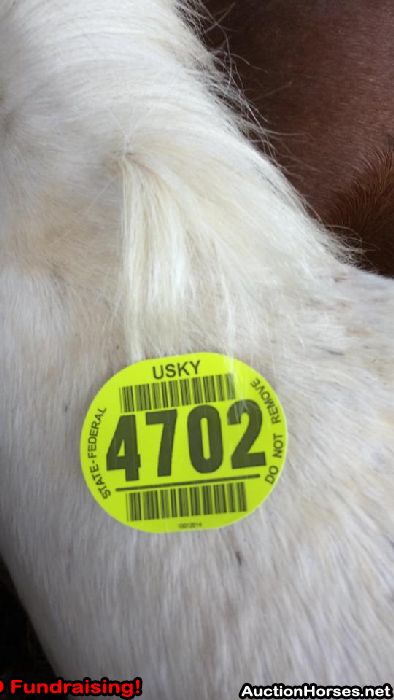 USKY
STATE-FEDERAL
4702
DO NOT REMOVE
Fundraising!
AuctionHorses.net